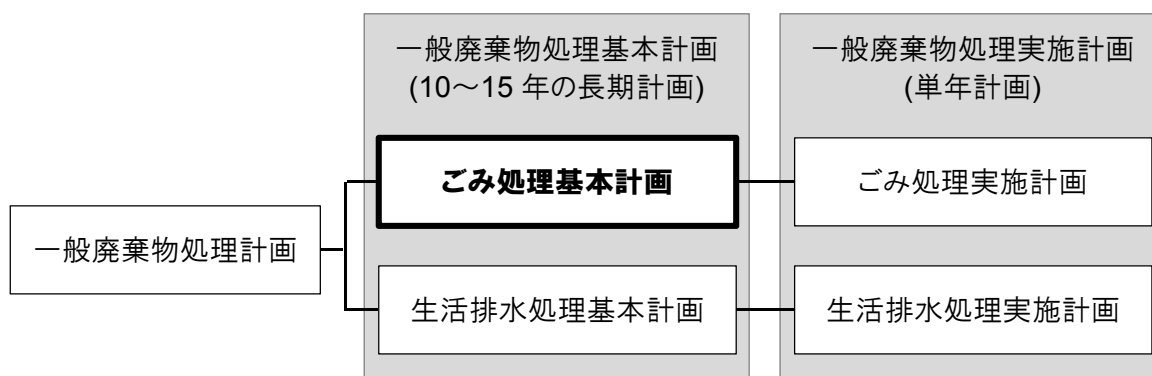 一般廃棄物処理基本計画
(10～15 年の長期計画)
一般廃棄物処理実施計画
(単年計画)
ごみ処理基本計画
ごみ処理実施計画
一般廃棄物処理計画
生活排水処理基本計画
生活排水処理実施計画